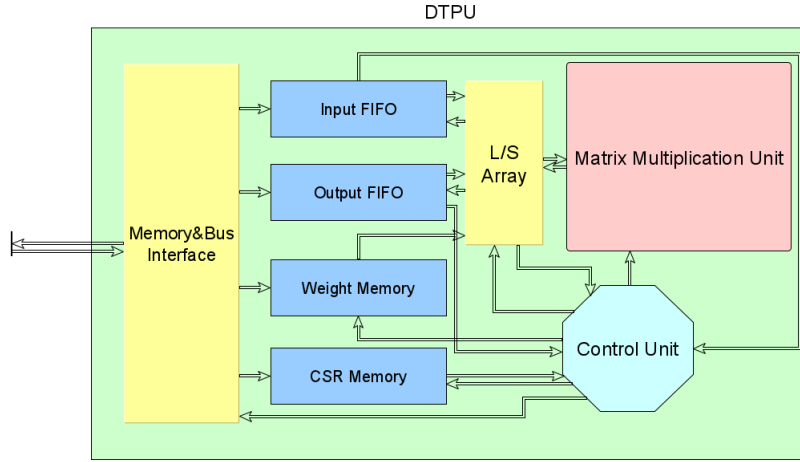 DTPU
Input FIFO
L/S
Array
Matrix Multiplication Unit
Output FIFO
Memory&Bus
Interface
Weight Memory
Control Unit
CSR Memory